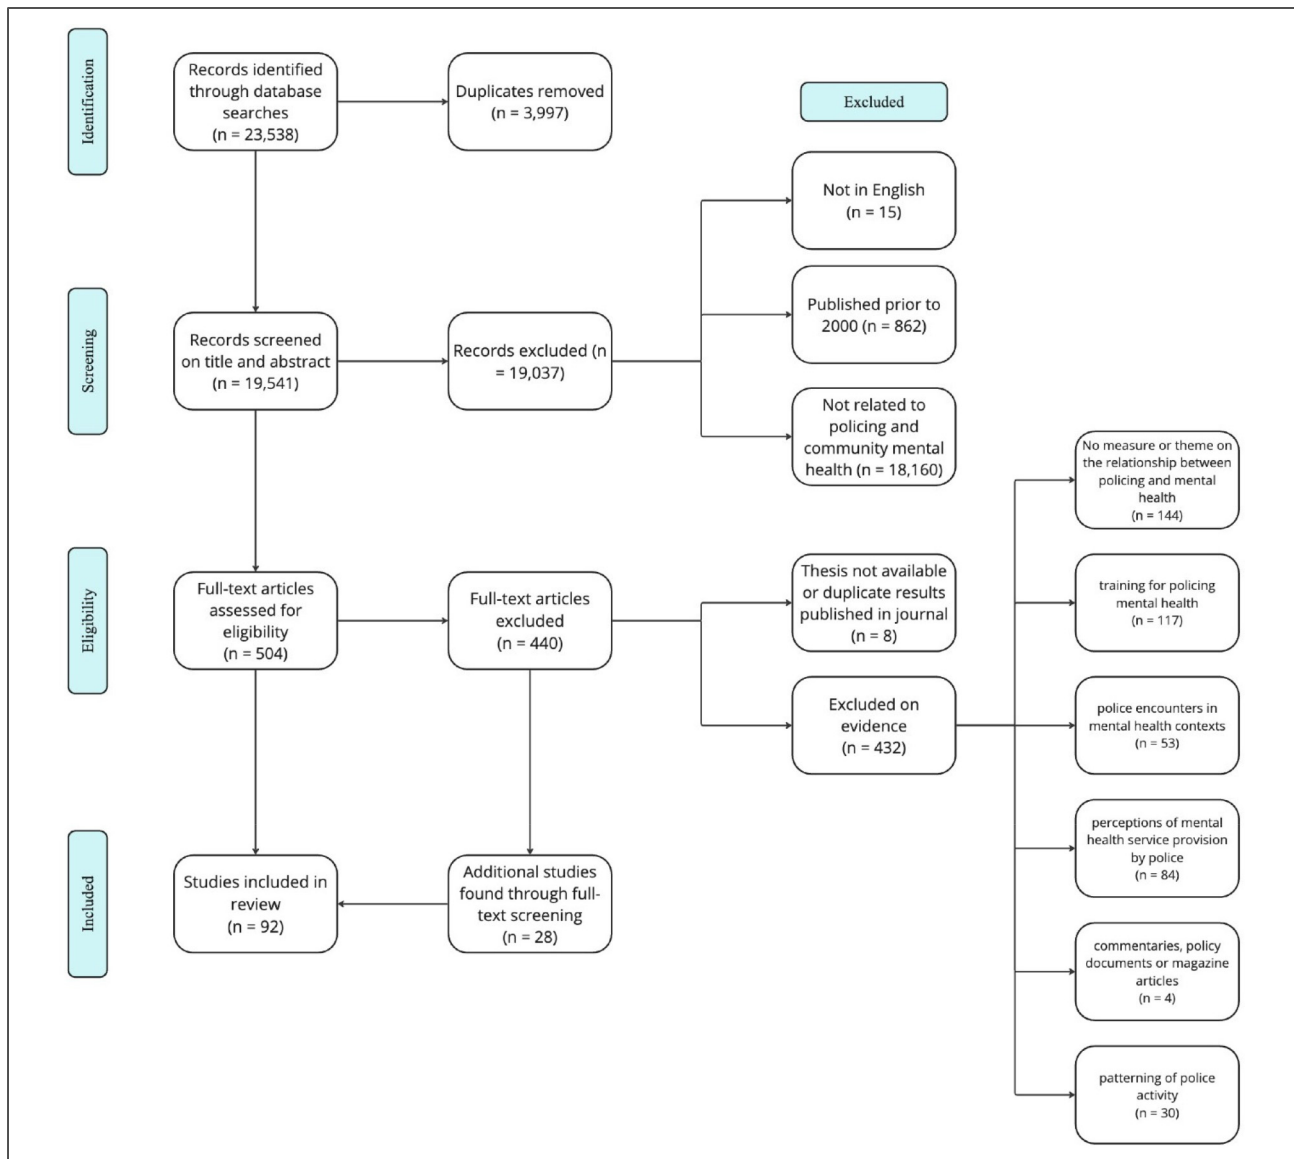 Identification
Records identified
through database
searches
(n = 23,538)
Duplicates removed
(n = 3,997)
Excluded
Not in English
(n = 15)
Published prior to
2000 (n = 862)
Not related to
policing and
community mental
health (n = 18,160)
Screening
Records screened
on title and abstract
(n = 19,541)
Records excluded (n
= 19,037)
Eligibility
Full-text articles
assessed for
eligibility
(n = 504)
Full-text articles
excluded
(n = 440)
Thesis not available
or duplicate results
published in journal
(n = 8)
Excluded on
evidence
(n = 432)
No measure or theme on
the relationship between
policing and mental
health
(n = 144)
training for policing
mental health
(n = 117)
police encounters in
mental health contexts
(n = 53)
perceptions of mental
health service provision
by police
(n = 84)
commentaries, policy
documents or magazine
articles
(n = 4)
patterning of police
activity
(n = 30)
Included
Studies included in
review
(n = 92)
Additional studies
found through full-
text screening
(n = 28)